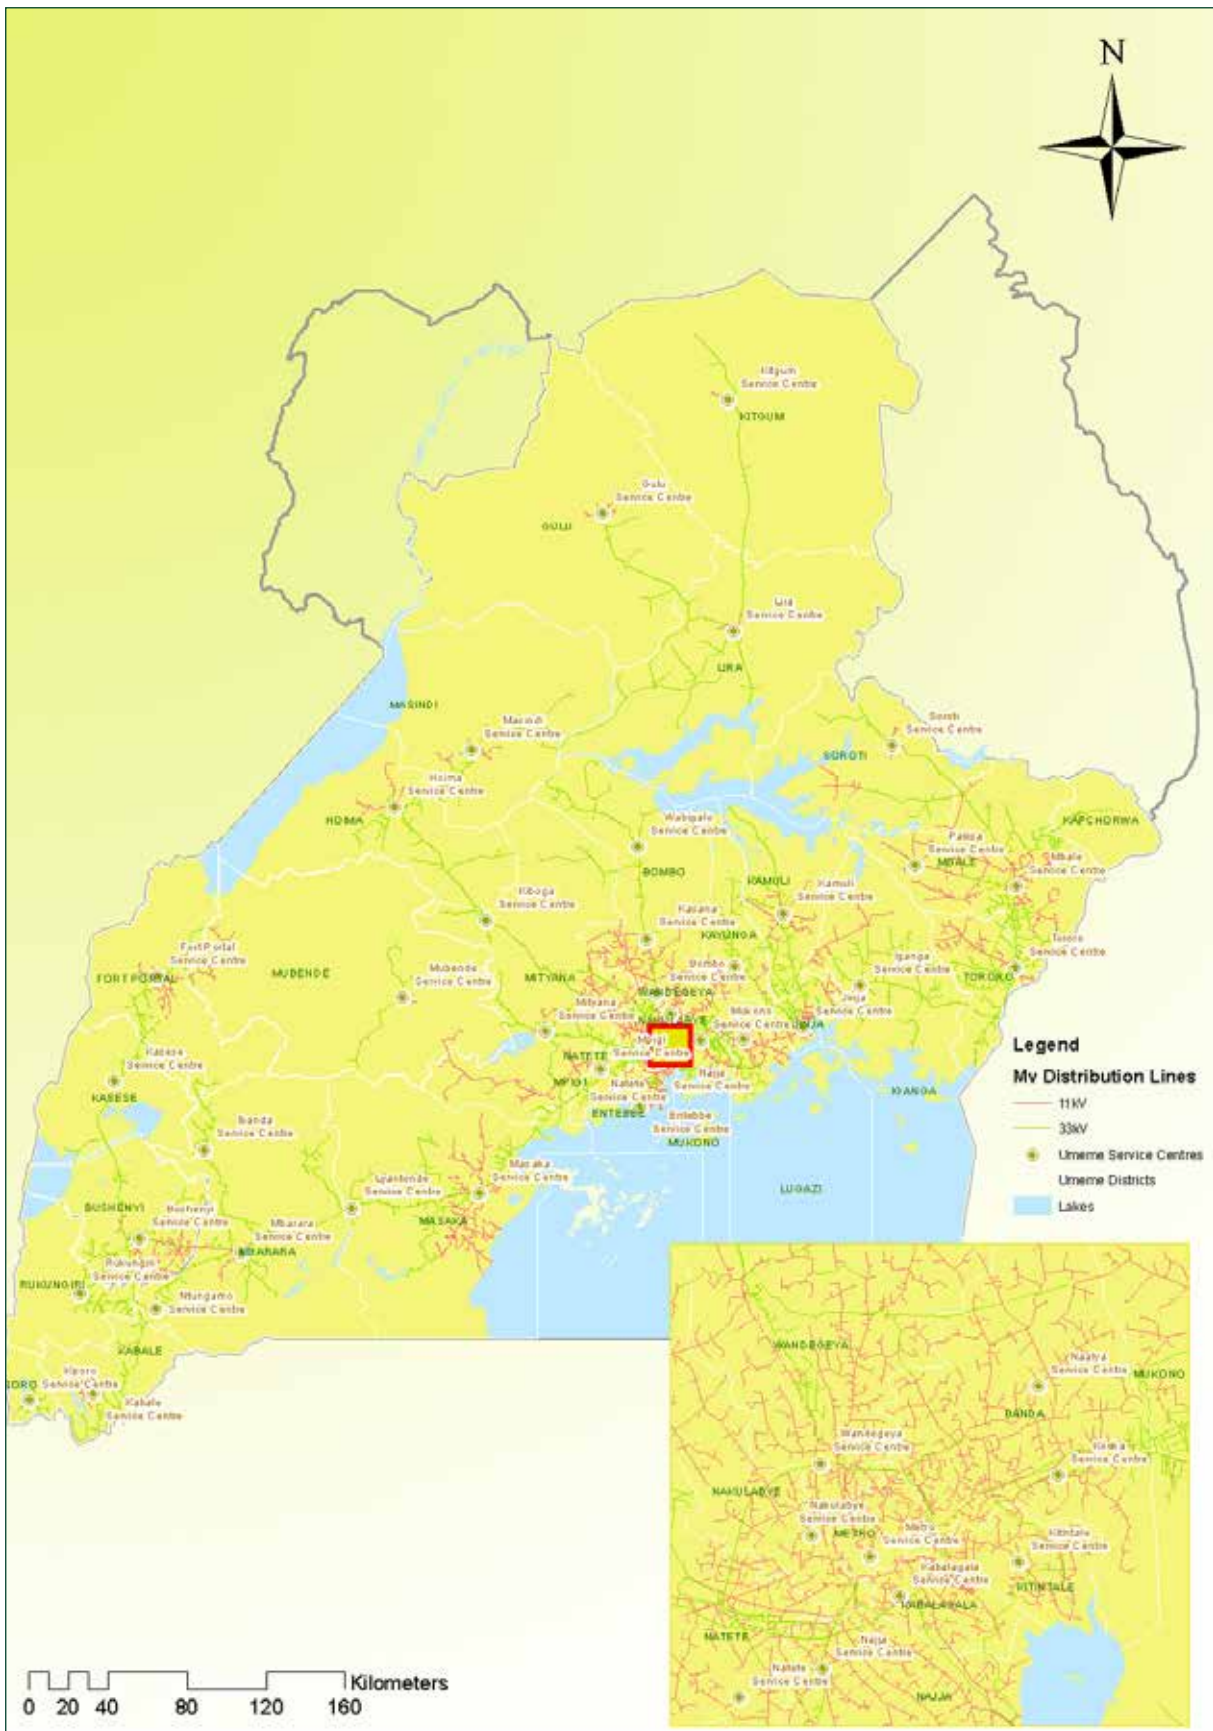 N
Kitgum
Service Centre
KITGUM
Gulu
Service Centre
GULU
Lira
Service Centre
LIRA
MASINDI
Masindi
Service Centre
Soroti
Service Centre
SOROTI
Hoima
Service Centre
HOIMA
Service Centre
KAPCHORWA
Pallisa
Service Centre
MBALE
Mbale
Service Centre
BOMBO
KAMULI
Kamuli
Service Centre
Kiboga
Service Centre
Kasana
Service Centre
KAYUNGA
Fort Portal
Service Centre
FORT PORTAL
MUBENDE
Mubende
Service Centre
MITYANA
Bombo
Service Centre
WANDEGEYA
Iganga
Service Centre
Tororo
Service Centre
Mityana
Service Centre
Mukono
Service Centre
Jinja
Service Centre
JINJA
NATETE
Service Centre
MPIGI
Natete
Service Centre
Najja
Service Centre
Kasese
Service Centre
KASESE
IGANGA
ENTEBBE
Entebbe
Service Centre
MUKONO
Ibanda
Service Centre
Masaka
Service Centre
LUGAZI
Service Centre
MASAKA
BUSHENYI
Bushenyi
Service Centre
Mbarara
Service Centre
MBARARA
Rukungiri
Service Centre
RUKUNGIRI
Ntungamo
Service Centre
KABALE
Service Centre
Kabale
Service Centre
Legend
Mv Distribution Lines
11kV
33kV
Umeme Service Centres
Umeme Districts
Lakes
WANDEGEYA
Service Centre
MUKONO
BANDA
Wandegeya
Service Centre
Service Centre
NAKULABYE
Nakulabye
Service Centre
METRO
Metro
Service Centre
Kitintale
Service Centre
KITINTALE
Kabalagala
Service Centre
KABALAGALA
NATETE
Najja
Service Centre
Natete
Service Centre
NAJJA
Kilometers
0 20 40 80 120 160